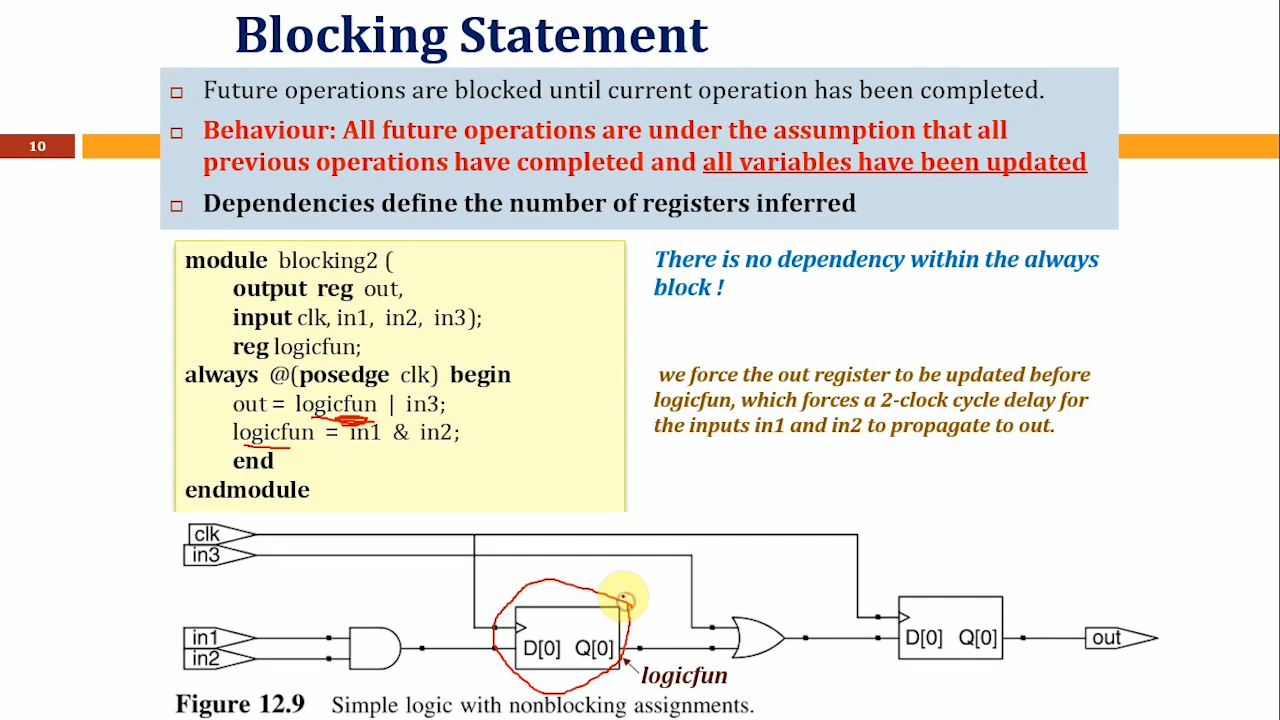 Blocking Statement
Future operations are blocked until current operation has been completed.
10
Behaviour: All future operations are under the assumption that all
previous operations have completed and all variables have been updated
Dependencies define the number of registers inferred
module blocking2 (
output reg out,
input clk, in1, in2, in3);
reg logicfun;
always @(posedge clk) begin
out = logicfun | in3;
logicfun = in1 & in2;
end
endmodule
There is no dependency within the always
block !
we force the out register to be updated before
logicfun, which forces a 2-clock cycle delay for
the inputs in1 and in2 to propagate to out.
clk
in3
in1
in2
D[0] Q[0]
logicfun
D[0] Q[0]
out
Figure 12.9 Simple logic with nonblocking assignments.